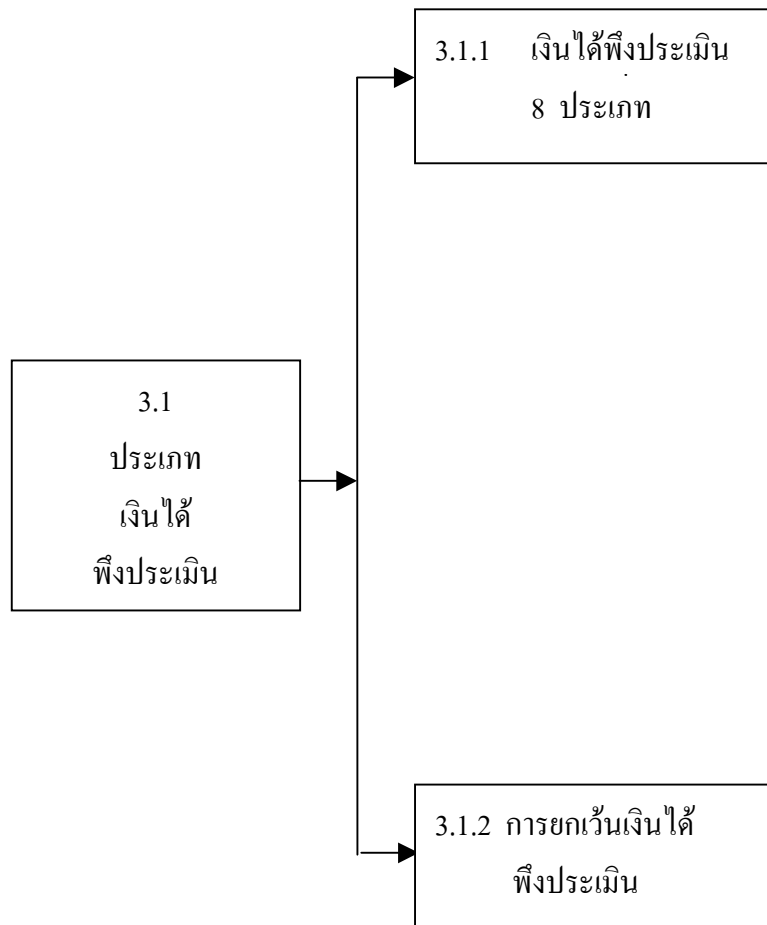 3.1.1 เงินได้พึงประเมิน
8 ประเภท
3.1
ประเภท
เงินได้
พึงประเมิน
3.1.2 การยกเว้นเงินได้
พึงประเมิน